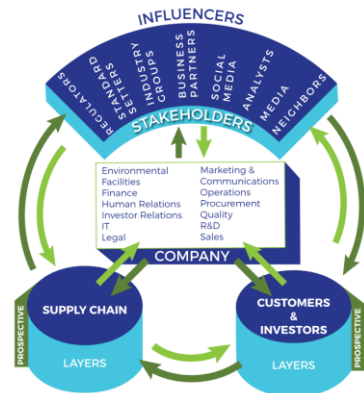 INFLUENCERS
REGULATORS
STANDARD
SETTERS
INDUSTRY
GROUPS
BUSINESS
PARTNERS
SOCIAL
MEDIA
ANALYSTS
MEDIA
NEIGHBORS
STAKEHOLDERS
Environmental
Facilities
Finance
Human Relations
Investor Relations
IT
Legal
Marketing &
Communications
Operations
Procurement
Quality
R&D
Sales
COMPANY
SUPPLY CHAIN
LAYERS
PROSPECTIVE
CUSTOMERS
&
INVESTORS
LAYERS
PROSPECTIVE